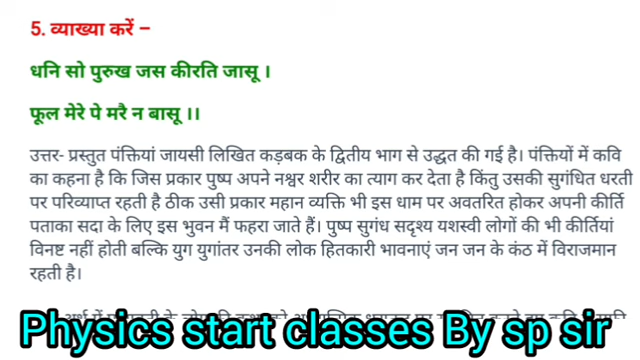 5. व्याख्या करें –
धनि सो पुरुख जस कीरति जासू ।
फूल मेरे पे मरै न बासू ।।
उत्तर- प्रस्तुत पंक्तियां जायसी लिखित कड़बक के द्वितीय भाग से उद्धत की गई है। पंक्तियों में कवि
का कहना है कि जिस प्रकार पुष्प अपने नश्वर शरीर का त्याग कर देता है किंतु उसकी सुगंधित धरती
पर परिव्याप्त रहती है ठीक उसी प्रकार महान व्यक्ति भी इस धाम पर अवतरित होकर अपनी कीर्ति
पताका सदा के लिए इस भुवन मैं फहरा जाते हैं। पुष्प सुगंध सदृश्य यशस्वी लोगों की भी कीर्तियां
विनष्ट नहीं होती बल्कि युग युगांतर उनकी लोक हितकारी भावनाएं जन जन के कंठ में विराजमान
रहती है।
Physics start classes By sp sir